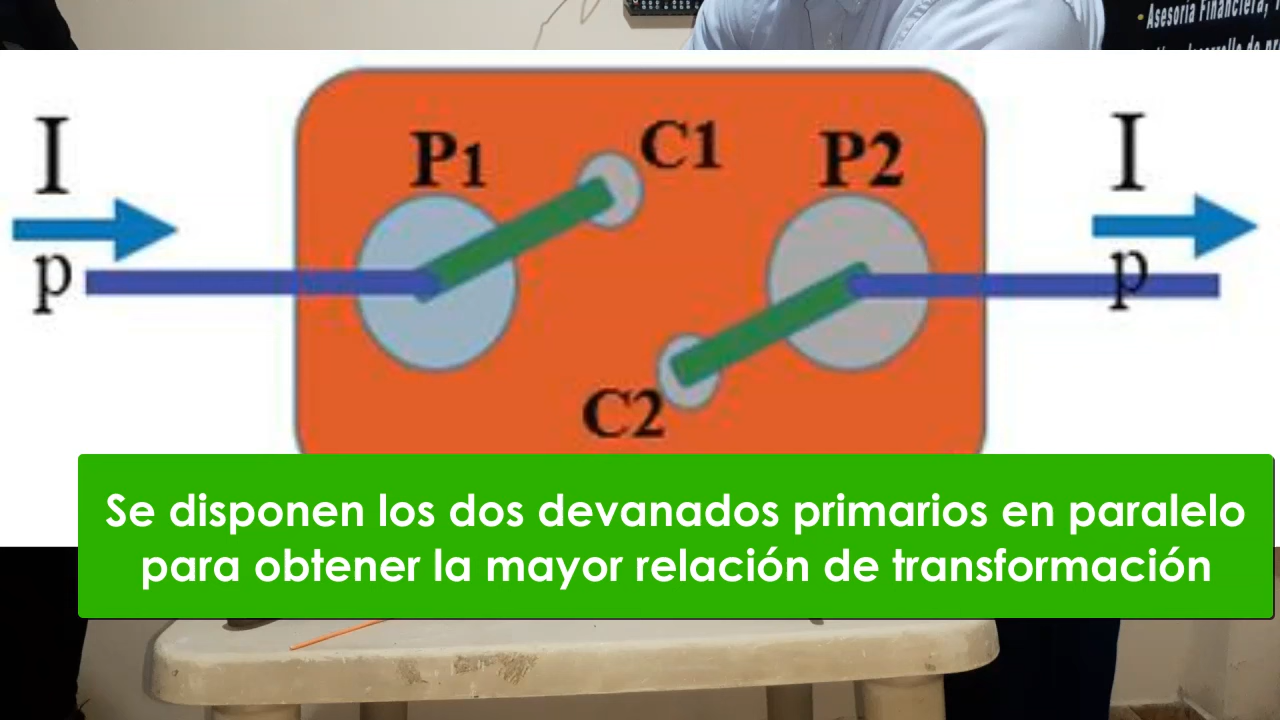 • Asesoria Financiera,
I
P1
C1
P2
I
p
p
C2
Se disponen los dos devanados primarios en paralelo
para obtener la mayor relación de transformación